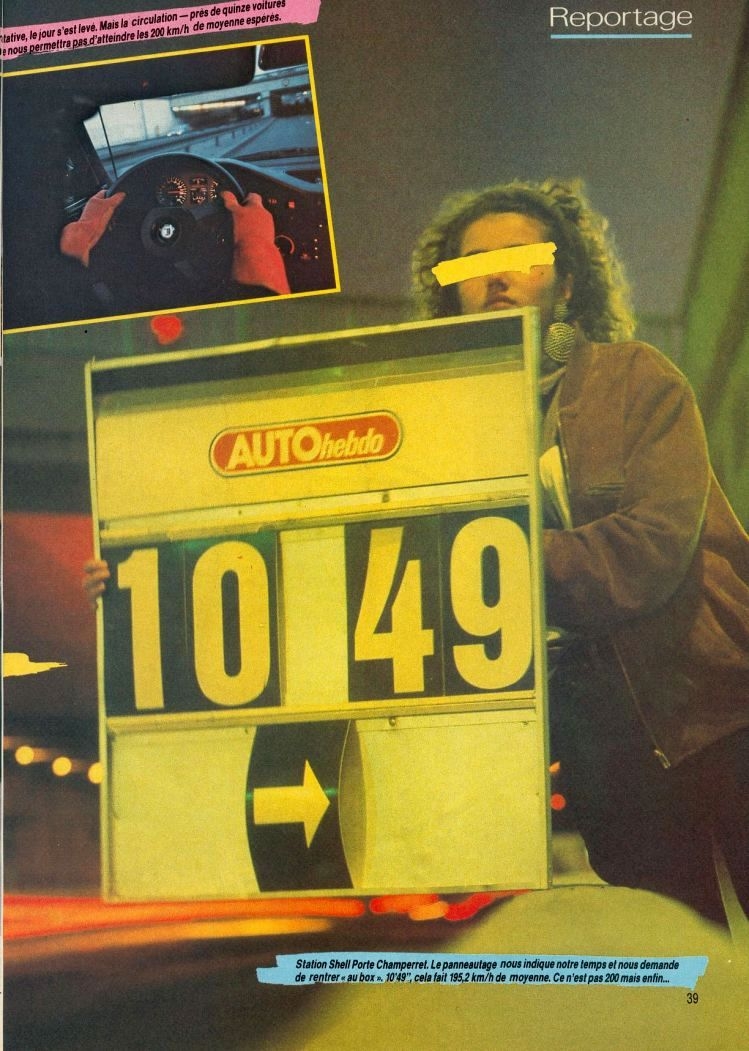 tative, le jour s'est levé. Mais la circulation — près de quinze voitures
e nous permettra pas d'atteindre les 200 km/h de moyenne espérés.
Reportage
AUTOhebdo
10 49
Station Shell Porte Champerret. Le panneautage nous indique notre temps et nous demande
de rentrer « au box ». 10'49", cela fait 195,2 km/h de moyenne. Ce n'est pas 200 mais enfin...
39